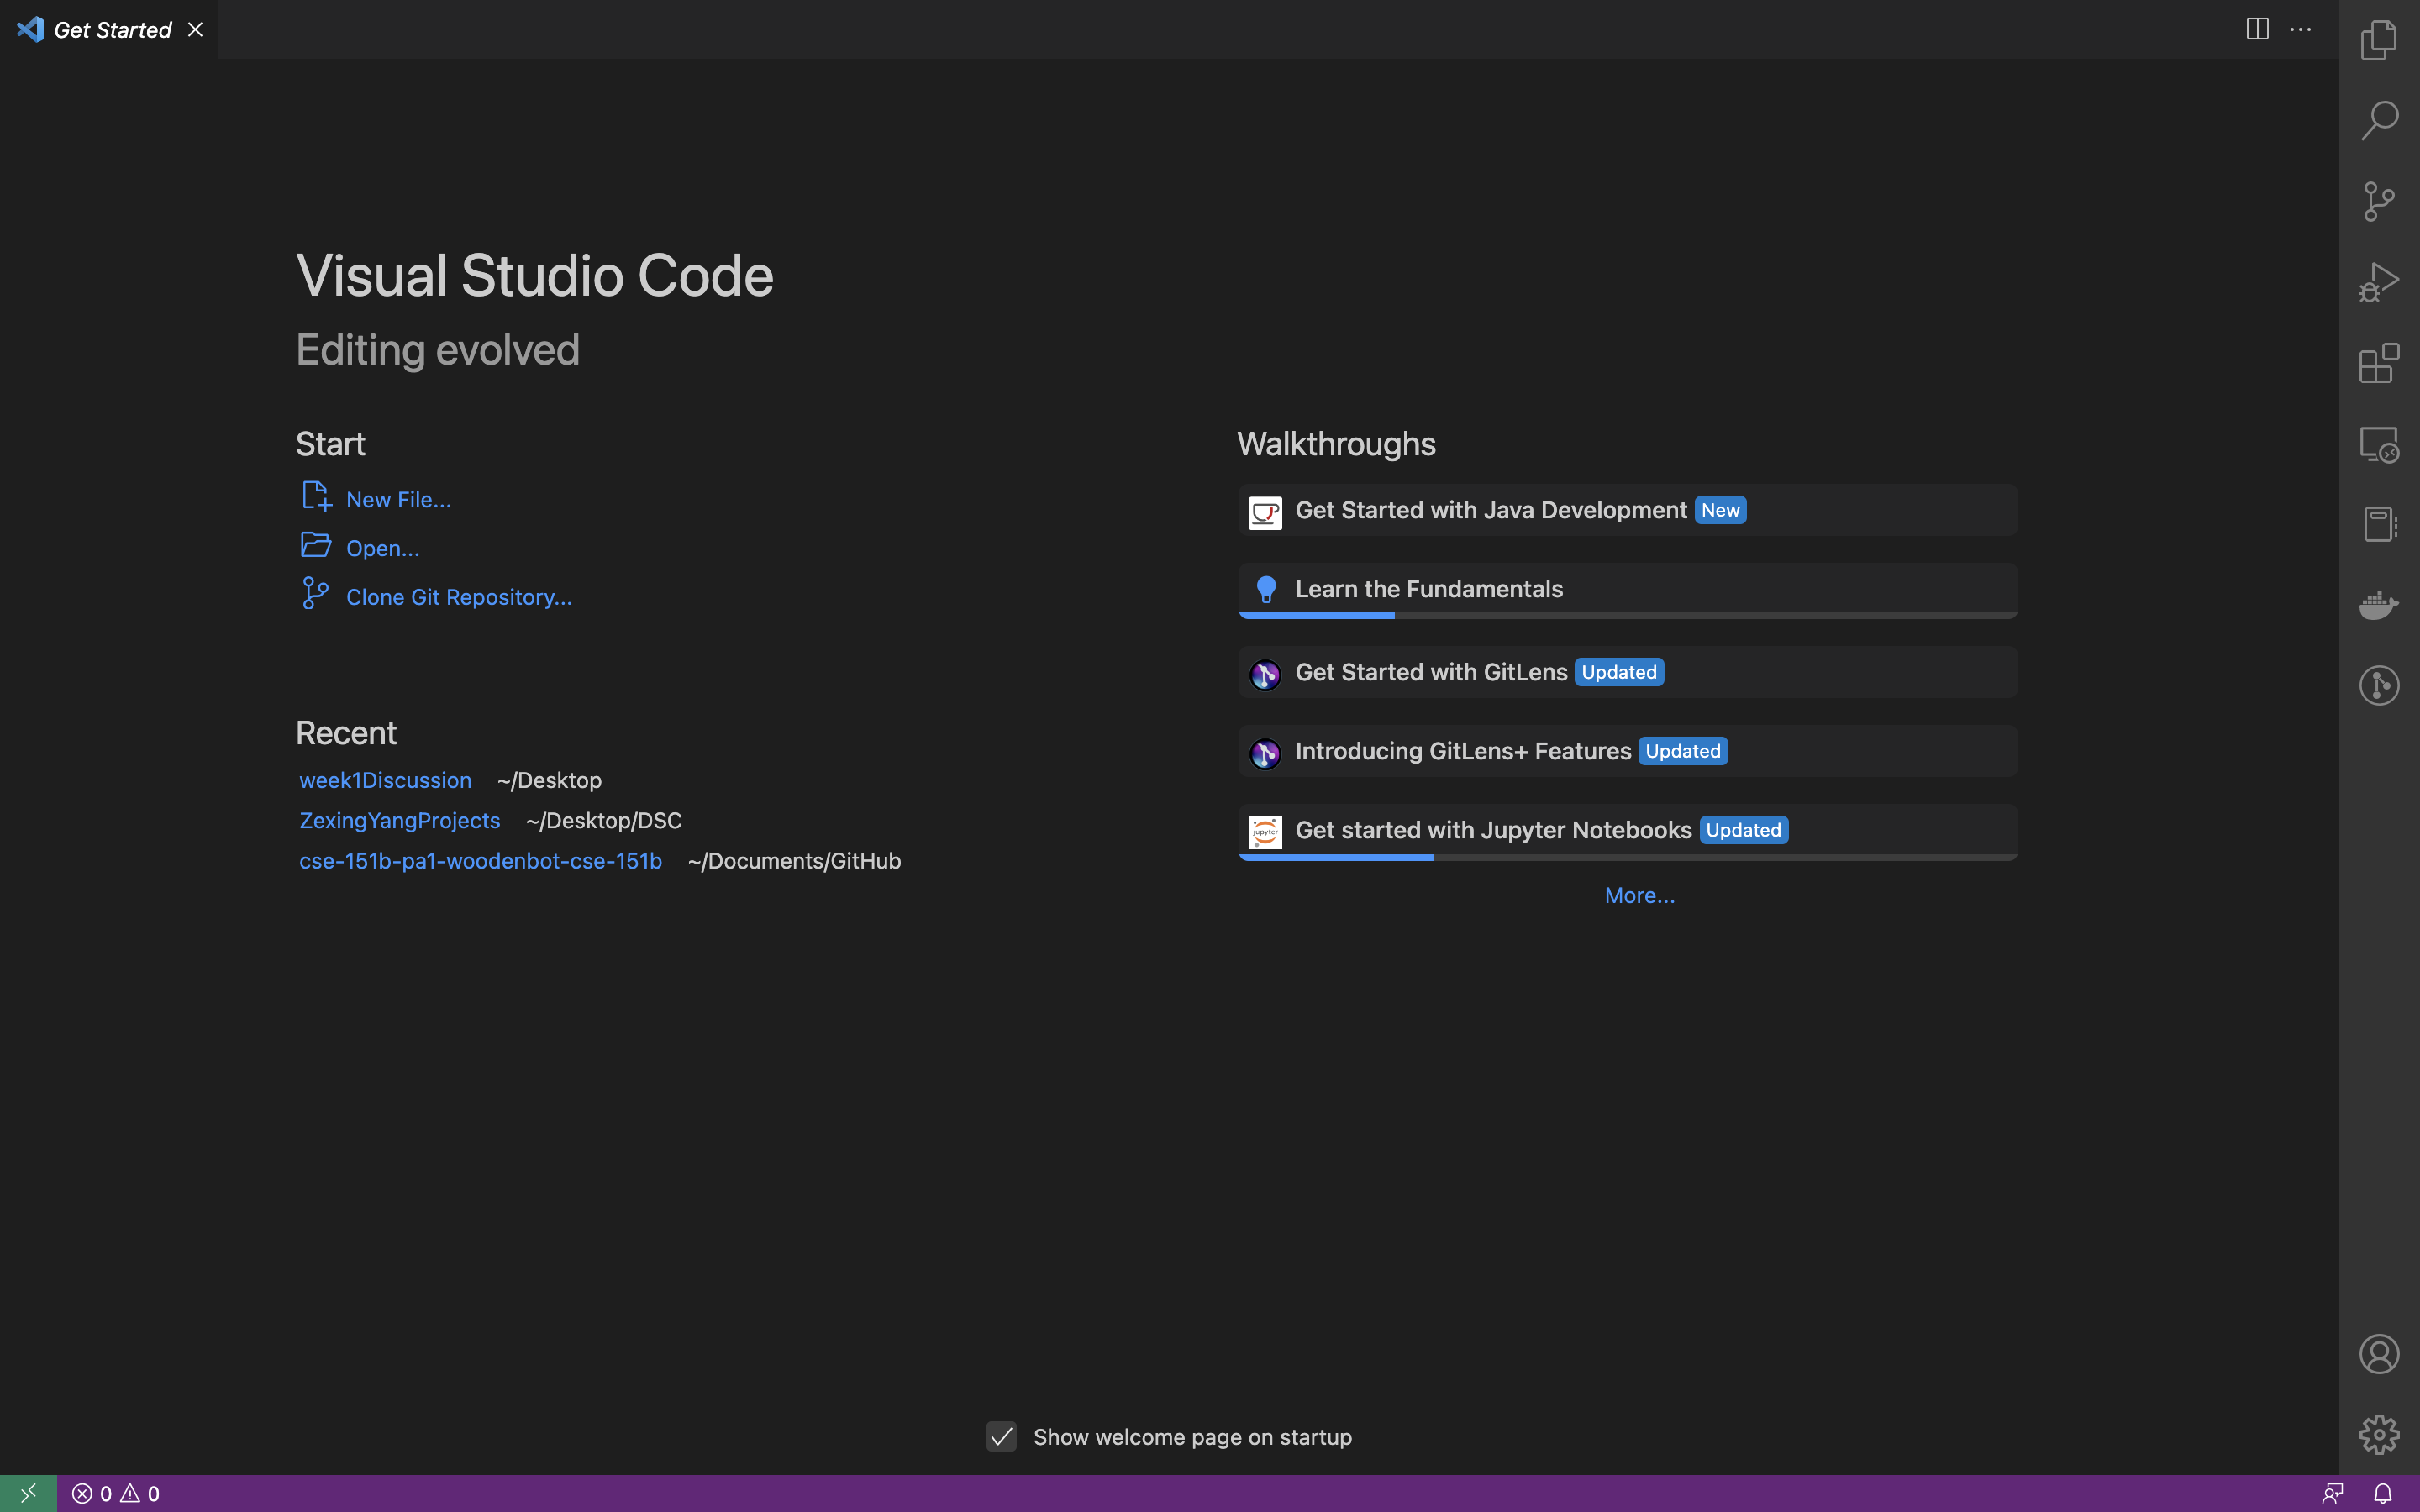 Get Started
Visual Studio Code
Editing evolved
Start
New File...
Open...
Clone Git Repository...
Recent
week1Discussion ~/Desktop
ZexingYangProjects ~/Desktop/DSC
cse-151b-pa1-woodenbot-cse-151b ~/Documents/GitHub
Walkthroughs
Get Started with Java Development New
Learn the Fundamentals
Get Started with GitLens Updated
Introducing GitLens+ Features Updated
jupyter
Get started with Jupyter Notebooks Updated
More...
Show welcome page on startup
0 0